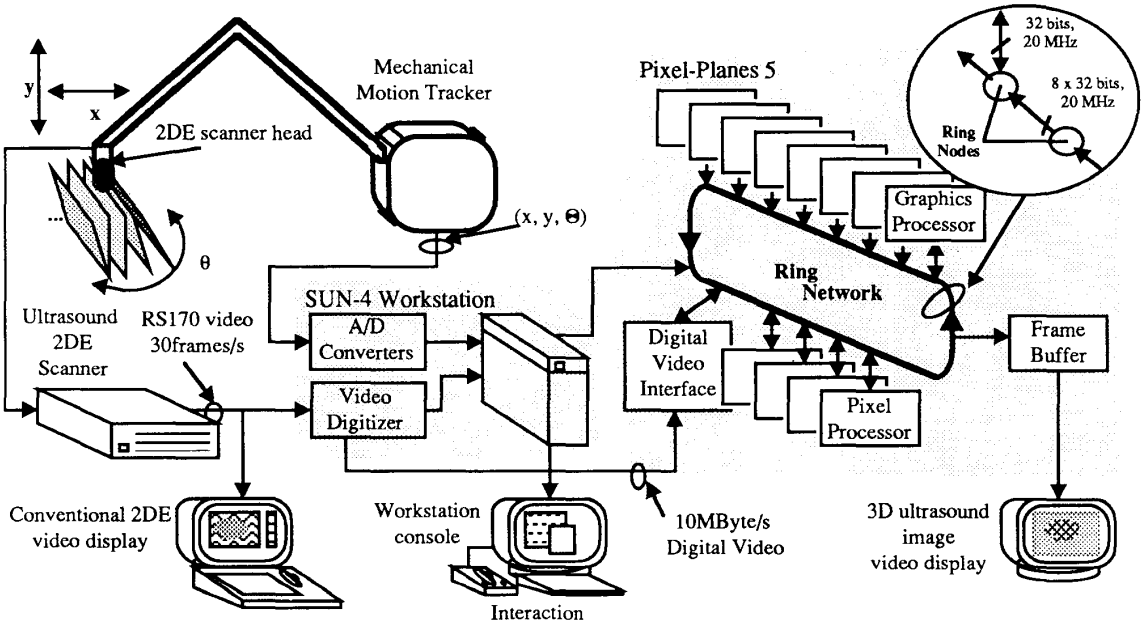 y
x
Mechanical
Motion Tracker
2DE scanner head
...
θ
(x, y, Θ)
Pixel-Planes 5
32 bits,
20 MHz
8 x 32 bits,
20 MHz
Ring
Nodes
Graphics
Processor
Ring
Network
Ultrasound
2DE
Scanner
RS170 video
30frames/s
SUN-4 Workstation
A/D
Converters
Video
Digitizer
Digital
Video
Interface
Pixel
Processor
Frame
Buffer
Conventional 2DE
video display
Workstation
console
Interaction
10MByte/s
Digital Video
3D ultrasound
image
video display